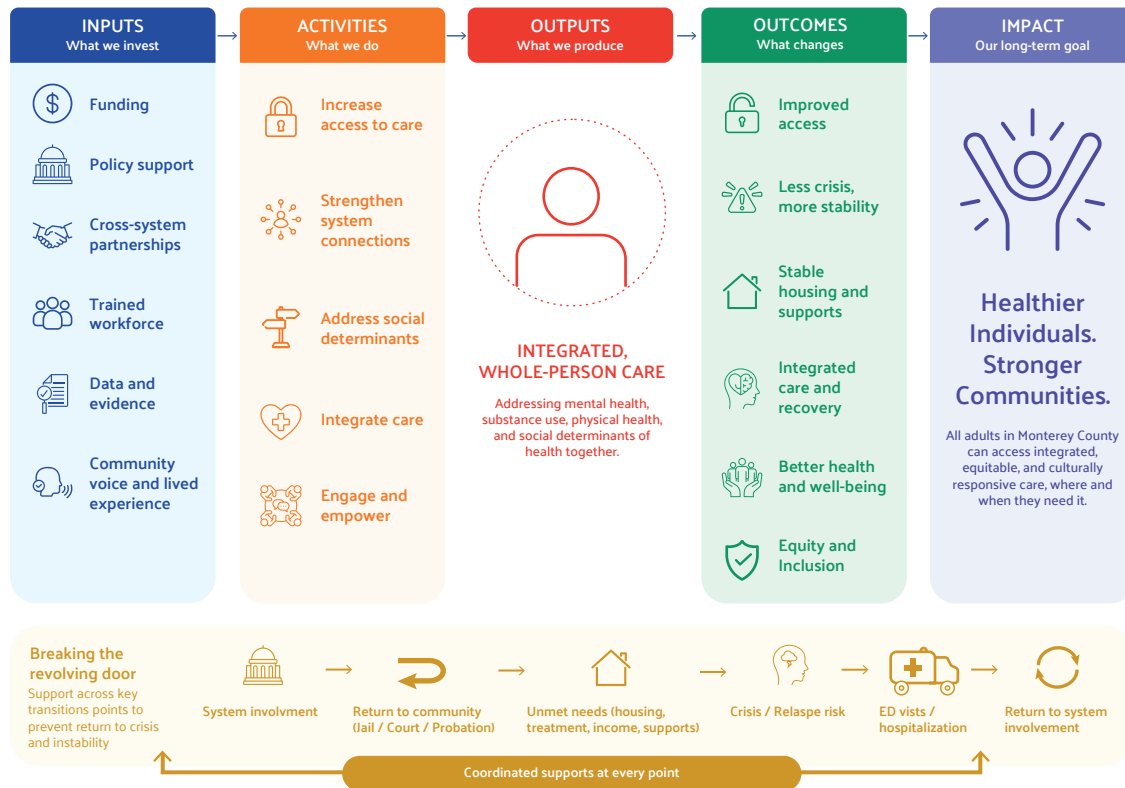 INPUTS
What we invest
Funding
Policy support
Cross-system
partnerships
Trained
workforce
Data and
evidence
Community
voice and lived
experience
ACTIVITIES
What we do
Increase
access to care
Strengthen
system
connections
Address social
determinants
Integrate care
Engage and
empower
OUTPUTS
What we produce
INTEGRATED,
WHOLE-PERSON CARE
Addressing mental health,
substance use, physical health,
and social determinants of
health together.
OUTCOMES
What changes
Improved
access
Less crisis,
more stability
Stable
housing and
supports
Integrated
care and
recovery
Better health
and well-being
Equity and
Inclusion
IMPACT
Our long-term goal
Healthier
Individuals.
Stronger
Communities.
All adults in Monterey County
can access integrated,
equitable, and culturally
responsive care, where and
when they need it.
Breaking the
revolving door
Support across key
transitions points to
prevent return to crisis
and instability
System involvment
Return to community
(Jail / Court / Probation)
Unmet needs (housing,
treatment, income, supports)
Crisis / Relaspe risk
ED vists /
hospitalization
Return to system
involvement
Coordinated supports at every point